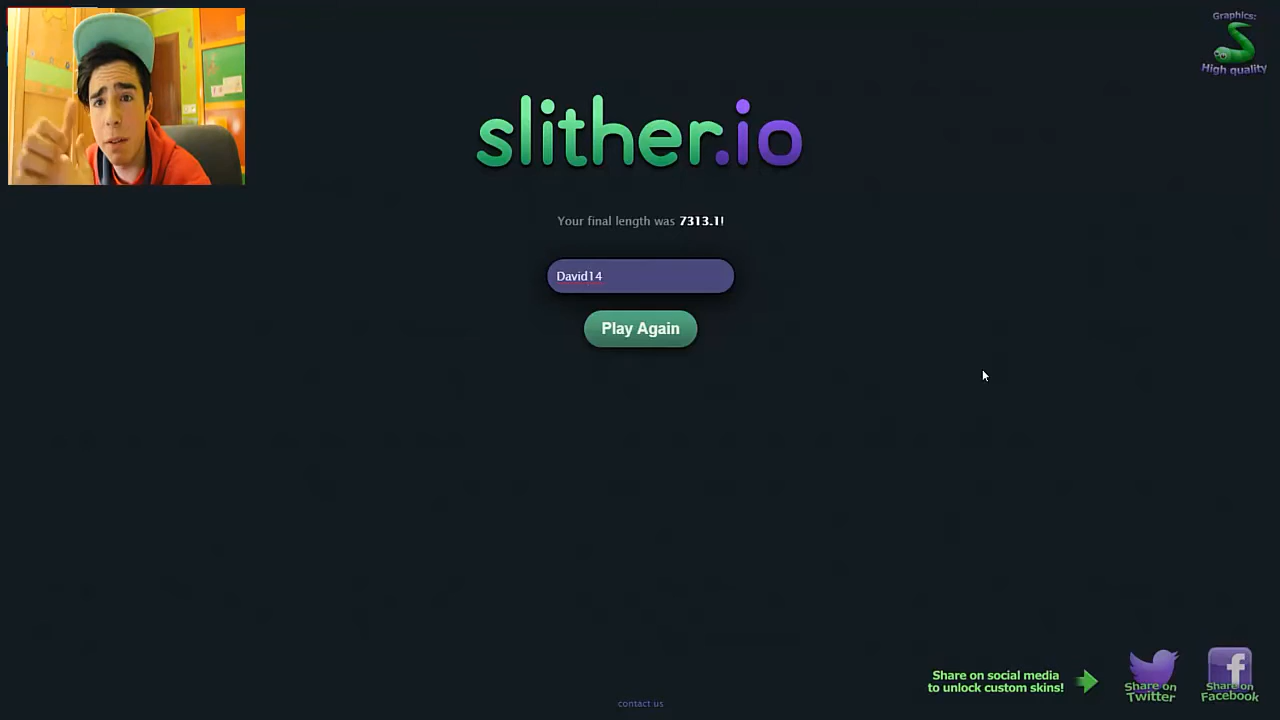 Graphics:
High quality
slither.io
Your final length was 7313.1!
David14
Play Again
Share on social media
to unlock custom skins!
Share on
Twitter
Share on
Facebook
contact us